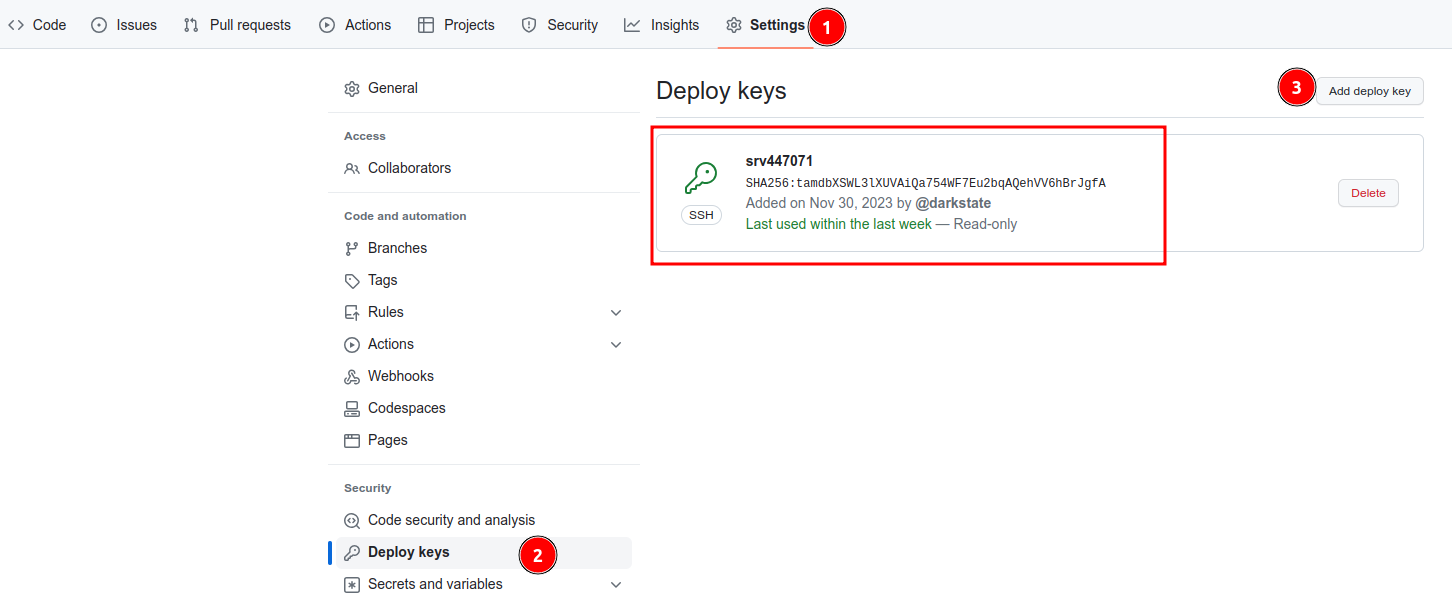 Code Issues Pull requests Actions Projects Security Insights Settings 1
General
Access
Collaborators
Code and automation
Branches
Tags
Rules
Actions
Webhooks
Codespaces
Pages
Security
Code security and analysis
Deploy keys 2
Secrets and variables
Deploy keys
3 Add deploy key
srv447071
SHA256:tamdbXSWL3lXUVAiQa754WF7Eu2bqAQehVV6hBrJgfA
Added on Nov 30, 2023 by @darkstate
Last used within the last week — Read-only
SSH
Delete